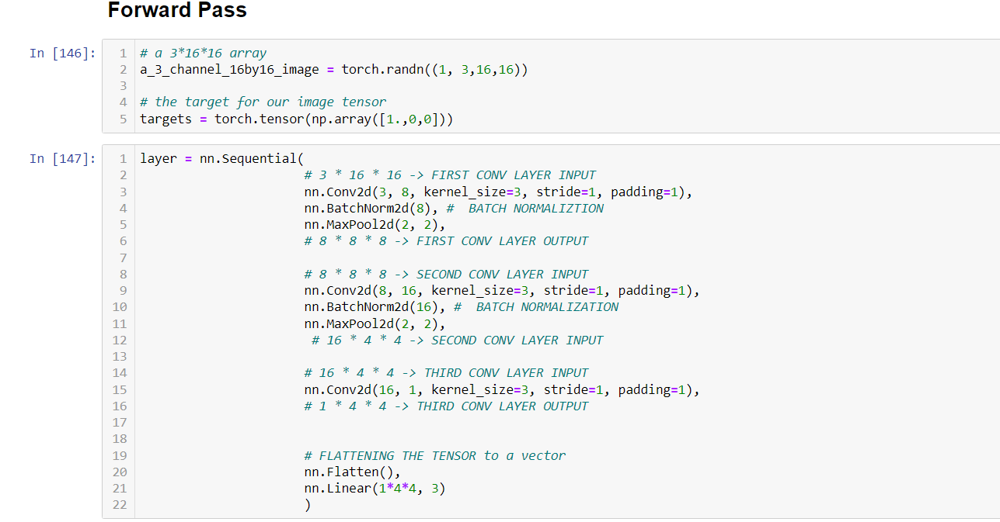 Forward Pass
In [146]:
1 # a 3*16*16 array
2 a_3_channel_16by16_image = torch.randn((1, 3,16,16))
3
4 # the target for our image tensor
5 targets = torch.tensor(np.array([1.,0,0]))
In [147]:
1 layer = nn.Sequential(
2 # 3 * 16 * 16 -> FIRST CONV LAYER INPUT
3 nn.Conv2d(3, 8, kernel_size=3, stride=1, padding=1),
4 nn.BatchNorm2d(8), #  BATCH NORMALIZTION
5 nn.MaxPool2d(2, 2),
6 # 8 * 8 * 8 -> FIRST CONV LAYER OUTPUT
7
8 # 8 * 8 * 8 -> SECOND CONV LAYER INPUT
9 nn.Conv2d(8, 16, kernel_size=3, stride=1, padding=1),
10 nn.BatchNorm2d(16), #  BATCH NORMALIZATION
11 nn.MaxPool2d(2, 2),
12 # 16 * 4 * 4 -> SECOND CONV LAYER INPUT
13
14 # 16 * 4 * 4 -> THIRD CONV LAYER INPUT
15 nn.Conv2d(16, 1, kernel_size=3, stride=1, padding=1),
16 # 1 * 4 * 4 -> THIRD CONV LAYER OUTPUT
17
18
19 # FLATTENING THE TENSOR to a vector
20 nn.Flatten(),
21 nn.Linear(1*4*4, 3)
22 )